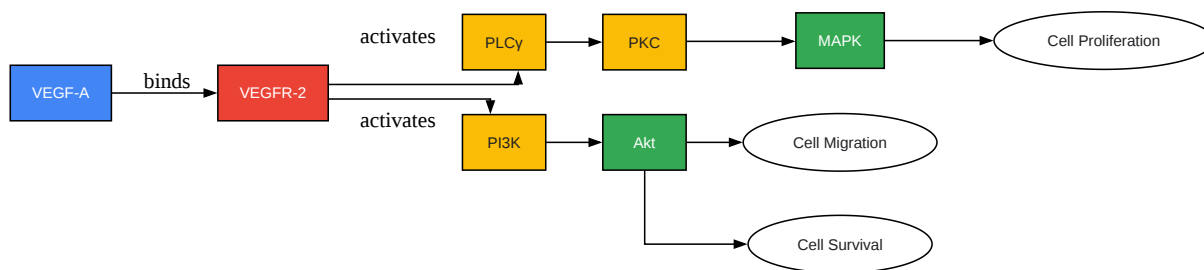 activates
PLCγ
PKC
MAPK
Cell Proliferation
VEGF-A
binds
VEGFR-2
activates
PI3K
Akt
Cell Migration
Cell Survival